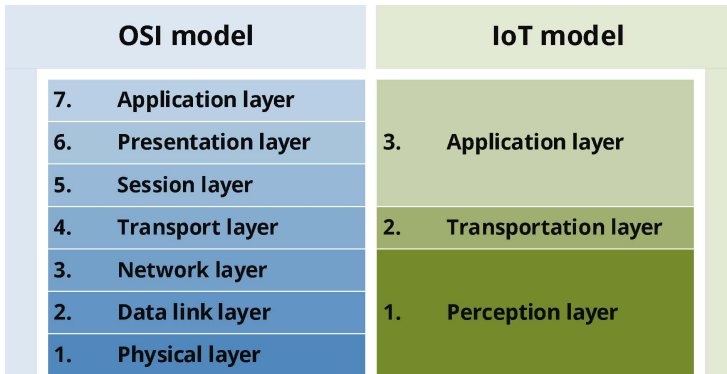 OSI model
7. Application layer
6. Presentation layer
5. Session layer
4. Transport layer
3. Network layer
2. Data link layer
1. Physical layer
IoT model
3. Application layer
2. Transportation layer
1. Perception layer